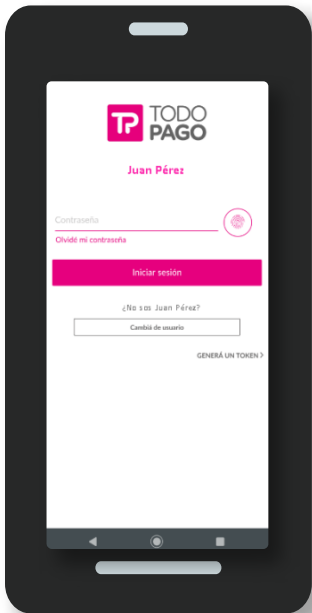 TP TODO
PAGO
Juan Pérez
Contraseña
Olvidé mi contraseña
Iniciar sesión
¿No sos Juan Pérez?
Cambiá de usuario
GENERÁ UN TOKEN >